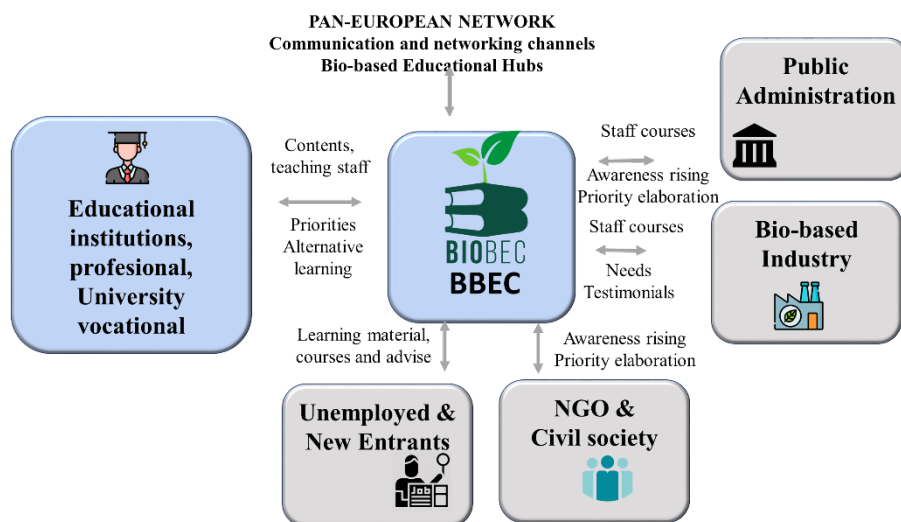 PAN-EUROPEAN NETWORK
Communication and networking channels
Bio-based Educational Hubs
Public
Administration
Staff courses
Awareness rising
Priority elaboration
Contents,
teaching staff
Priorities
Alternative
learning
Educational
institutions,
profesional,
University
vocational
BIOBEC
BBEC
Staff courses
Needs
Testimonials
Bio-based
Industry
Learning material,
courses and advise
Awareness rising
Priority elaboration
Unemployed &
New Entrants
Job
NGO &
Civil society